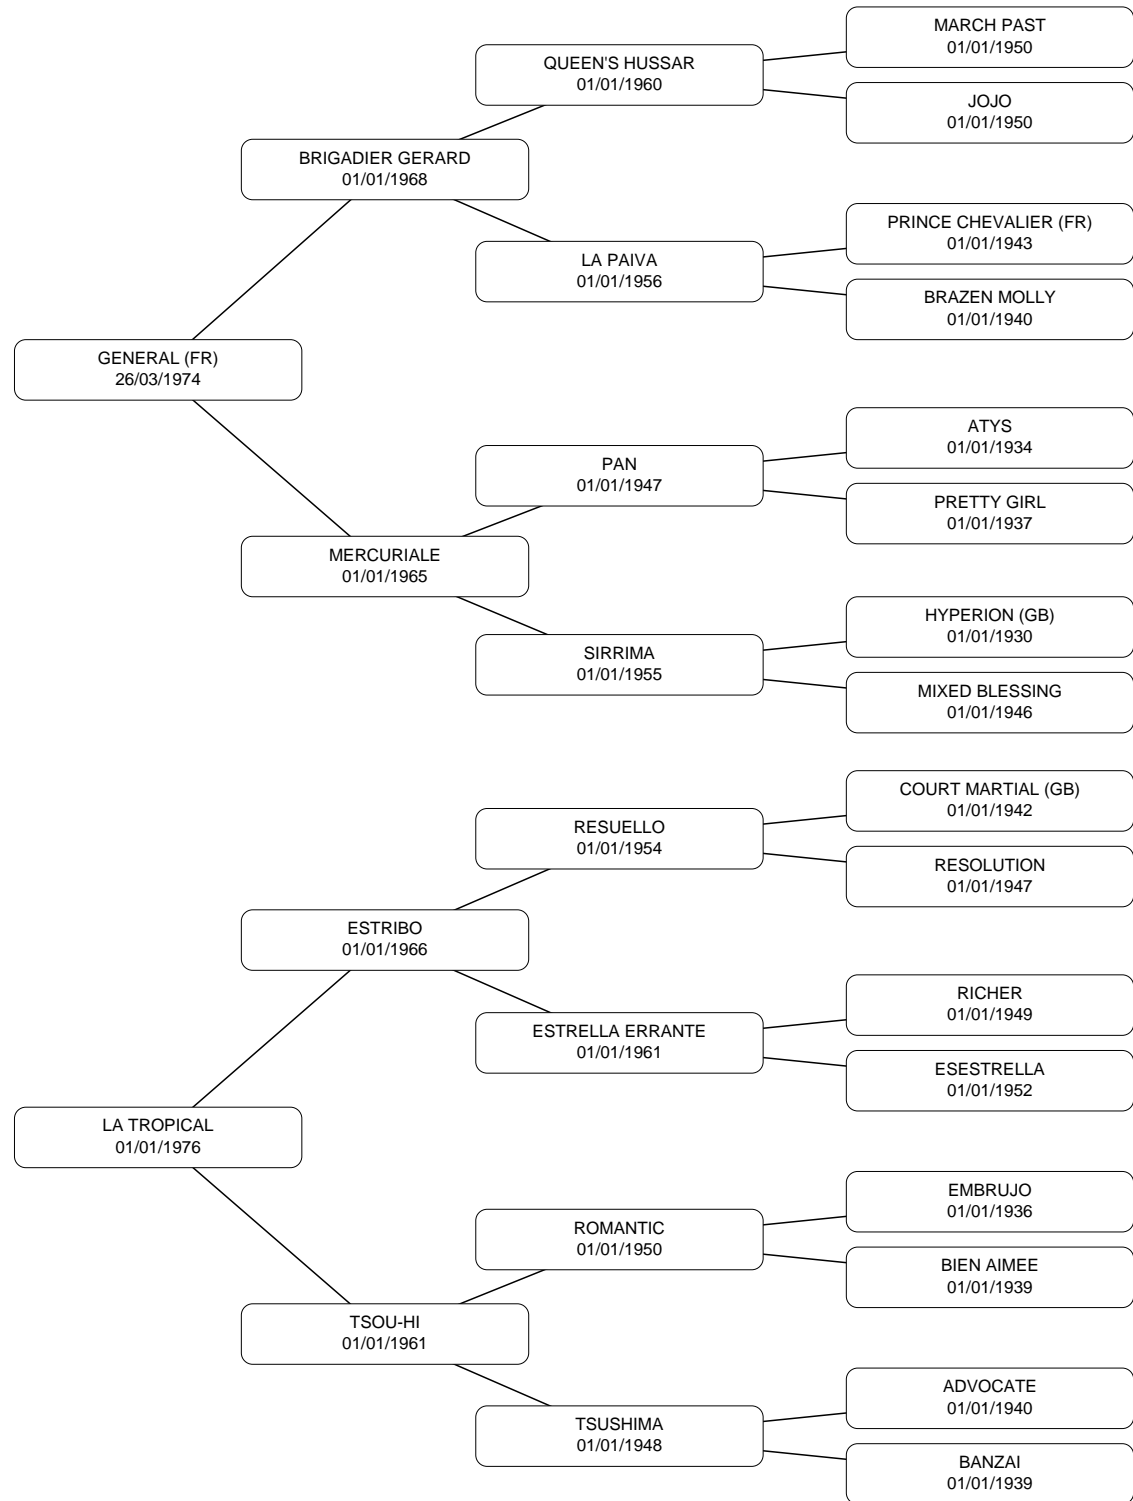 MARCH PAST
01/01/1950
QUEEN'S HUSSAR
01/01/1960
JOJO
01/01/1950
BRIGADIER GERARD
01/01/1968
PRINCE CHEVALIER (FR)
01/01/1943
LA PAIVA
01/01/1956
BRAZEN MOLLY
01/01/1940
GENERAL (FR)
26/03/1974
ATYS
01/01/1934
PAN
01/01/1947
PRETTY GIRL
01/01/1937
MERCURIALE
01/01/1965
HYPERION (GB)
01/01/1930
SIRRIMA
01/01/1955
MIXED BLESSING
01/01/1946
COURT MARTIAL (GB)
01/01/1942
RESUELLO
01/01/1954
RESOLUTION
01/01/1947
ESTRIBO
01/01/1966
RICHER
01/01/1949
ESTRELLA ERRANTE
01/01/1961
ESESTRELLA
01/01/1952
LA TROPICAL
01/01/1976
EMBRUJO
01/01/1936
ROMANTIC
01/01/1950
BIEN AIMEE
01/01/1939
TSOU-HI
01/01/1961
ADVOCATE
01/01/1940
TSUSHIMA
01/01/1948
BANZAI
01/01/1939